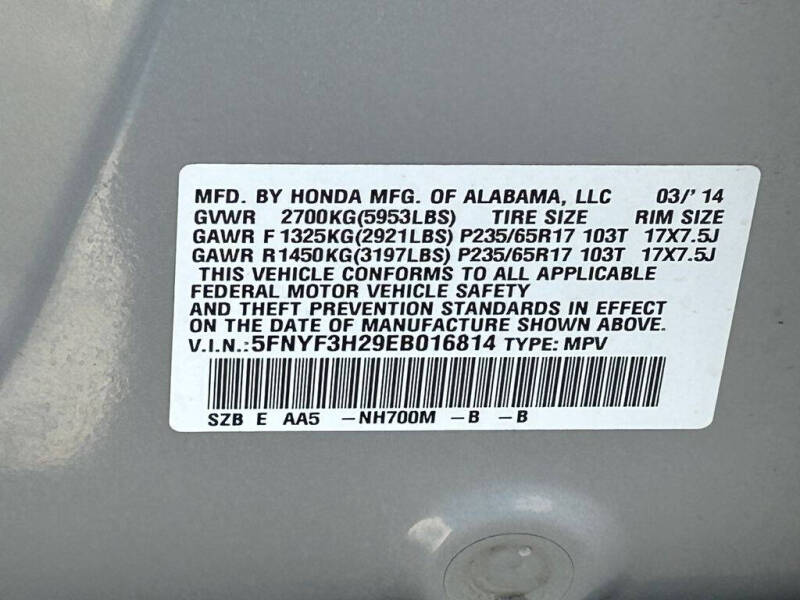 MFD. BY HONDA MFG. OF ALABAMA, LLC 03/'14
GVWR 2700KG(5953LBS) TIRE SIZE RIM SIZE
GAWR F 1325KG(2921LBS) P235/65R17 103T 17X7.5J
GAWR R1450KG(3197LBS) P235/65R17 103T 17X7.5J
THIS VEHICLE CONFORMS TO ALL APPLICABLE
FEDERAL MOTOR VEHICLE SAFETY
AND THEFT PREVENTION STANDARDS IN EFFECT
ON THE DATE OF MANUFACTURE SHOWN ABOVE.
V.I.N.:5FNYF3H29EB016814 TYPE: MPV
SZB E AA5 -NH700M -B -B